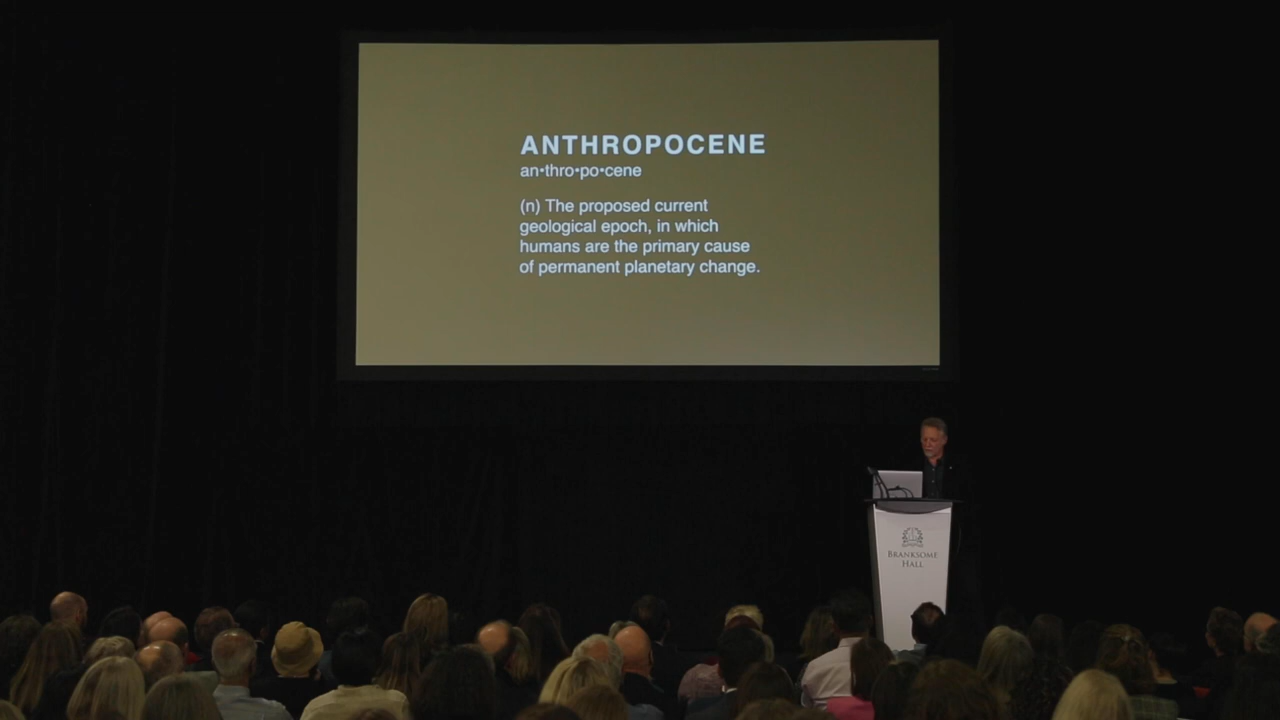 ANTHROPOCENE
an•thro•po•cene
(n) The proposed current
geological epoch, in which
humans are the primary cause
of permanent planetary change.
BRANKSOME
HALL